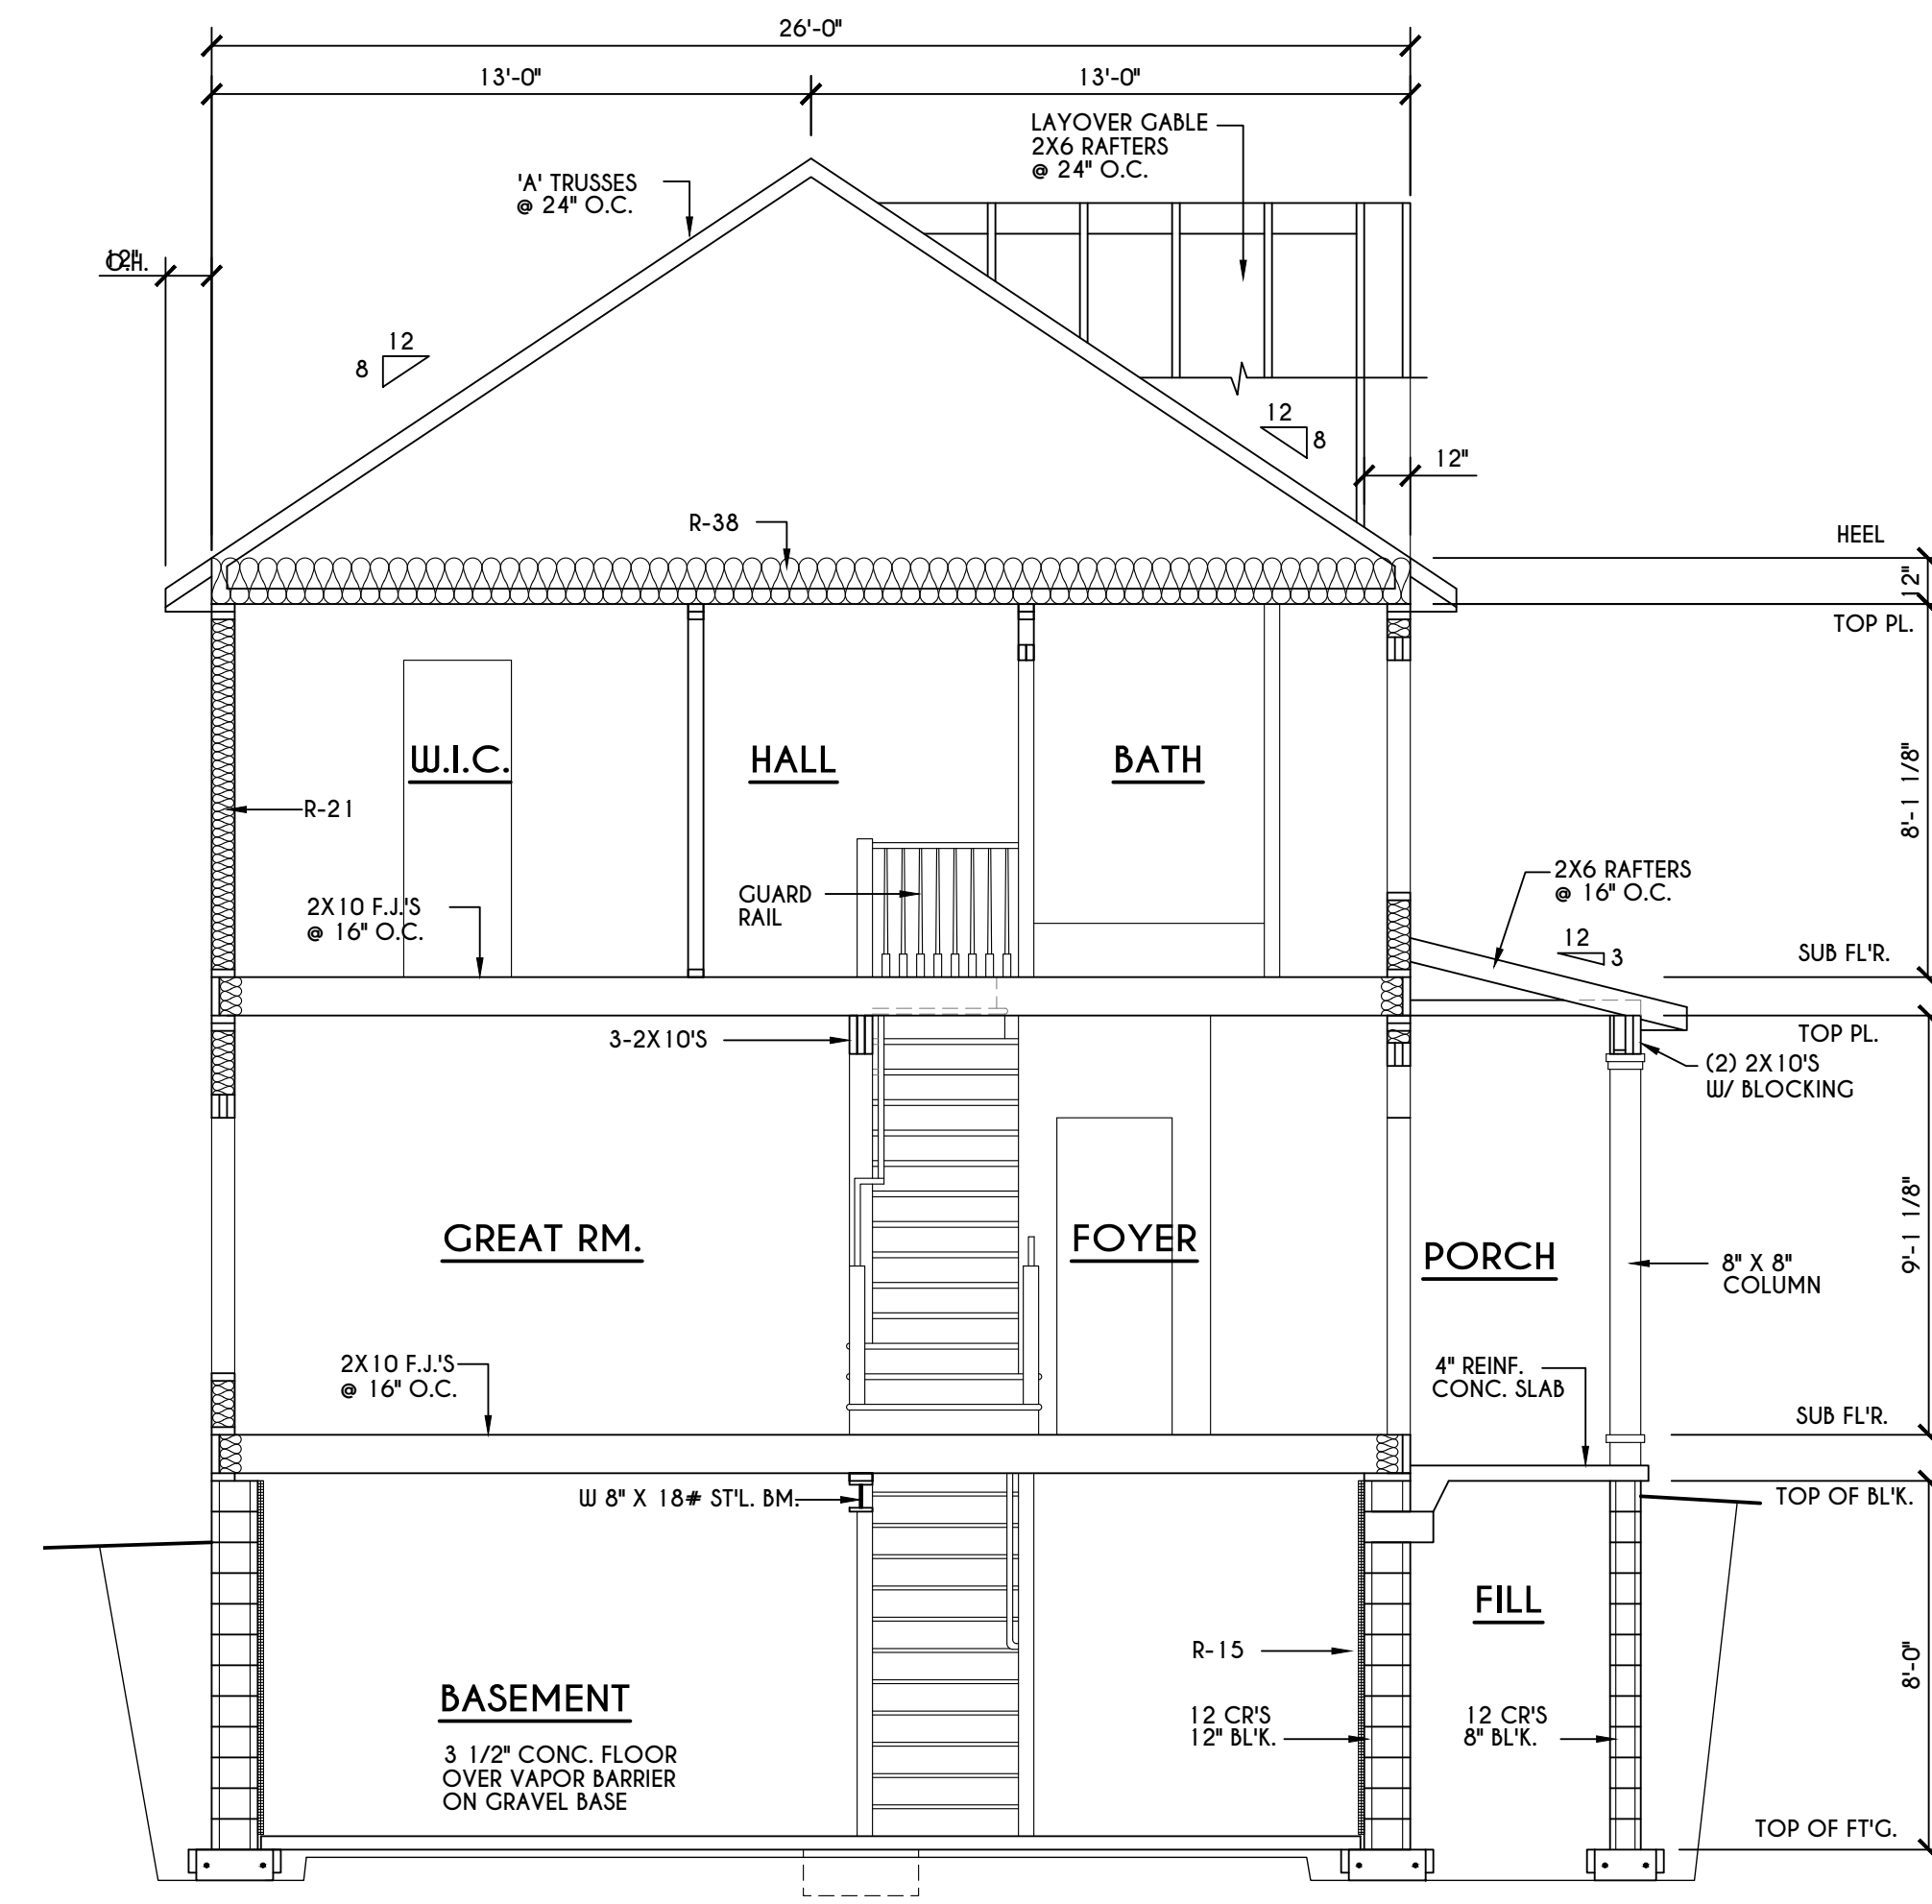 26'-0"
13'-0"
13'-0"
LAYOVER GABLE
2X6 RAFTERS
@ 24" O.C.
'A' TRUSSES
@ 24" O.C.
12"
O.H.
12
8
12
8
12"
R-38
HEEL
12"
TOP PL.
W.I.C.
HALL
BATH
8'-1 1/8"
R-21
2X6 RAFTERS
@ 16" O.C.
GUARD
RAIL
2X10 F.J.'S
@ 16" O.C.
12
3
SUB FL'R.
3-2X10'S
TOP PL.
(2) 2X10'S
W/ BLOCKING
GREAT RM.
FOYER
PORCH
9'-1 1/8"
8" X 8"
COLUMN
2X10 F.J.'S
@ 16" O.C.
4" REINF.
CONC. SLAB
SUB FL'R.
W 8" X 18# ST'L. BM.
TOP OF BL'K.
FILL
R-15
8'-0"
BASEMENT
12 CR'S
12" BL'K.
12 CR'S
8" BL'K.
3 1/2" CONC. FLOOR
OVER VAPOR BARRIER
ON GRAVEL BASE
TOP OF FT'G.